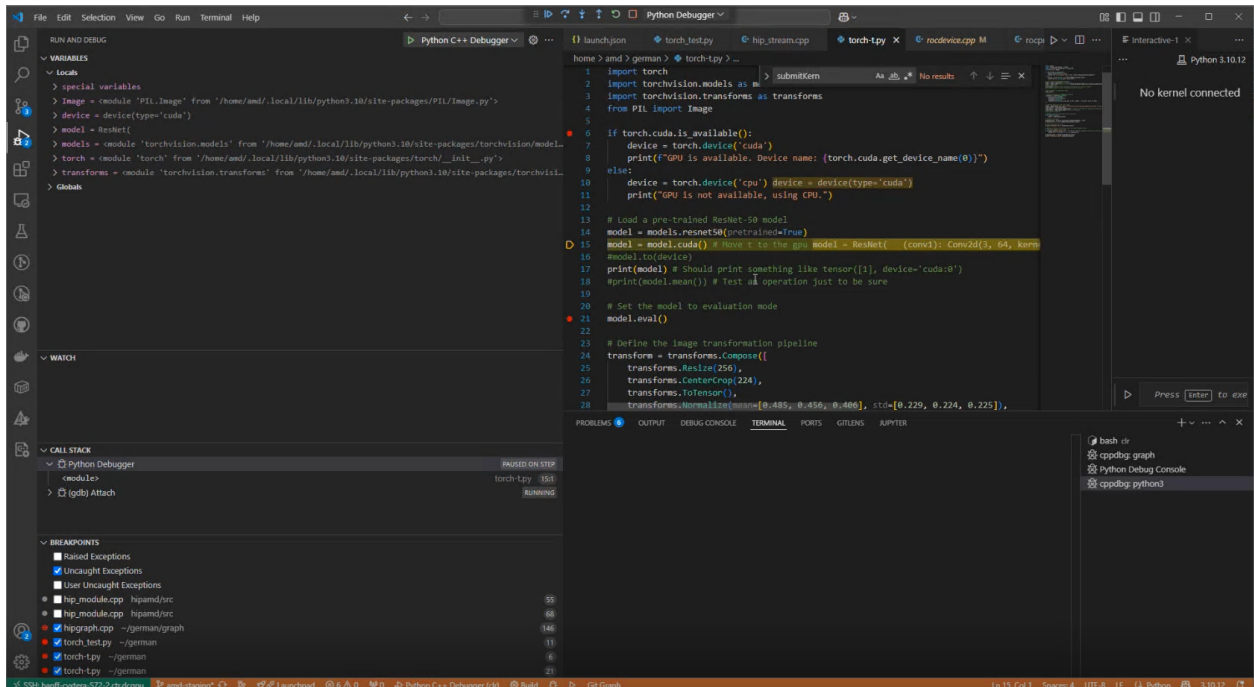 File Edit Selection View Go Run Terminal Help
Python Debugger
RUN AND DEBUG
Python C++ Debugger
VARIABLES
Locals
special variables
Image = <module 'PIL.Image' from '/home/amd/.local/lib/python3.10/site-packages/PIL/Image.py'>
device = device(type='cuda')
model = ResNet(
models = <module 'torchvision.models' from '/home/amd/.local/lib/python3.10/site-packages/torchvision/model…
torch = <module 'torch' from '/home/amd/.local/lib/python3.10/site-packages/torch/__init__.py'>
transforms = <module 'torchvision.transforms' from '/home/amd/.local/lib/python3.10/site-packages/torchvisi…
Globals
WATCH
CALL STACK
Python Debugger PAUSED ON STEP
<module> torch-t.py 15:1
(gdb) Attach RUNNING
BREAKPOINTS
Raised Exceptions
Uncaught Exceptions
User Uncaught Exceptions
hip_module.cpp hipamd/src 55
hip_module.cpp hipamd/src 68
hipgraph.cpp ~/german/graph 146
torch_test.py ~/german 11
torch-t.py ~/german 6
torch-t.py ~/german 21
launch.json torch_test.py hip_stream.cpp torch-t.py rocdevice.cpp M
home > amd > german > torch-t.py > ...
submitKern Aa ab No results
1 import torch
2 import torchvision.models as m
3 import torchvision.transforms as transforms
4 from PIL import Image
5
6 if torch.cuda.is_available():
7 device = torch.device('cuda')
8 print(f"GPU is available. Device name: {torch.cuda.get_device_name(0)}")
9 else:
10 device = torch.device('cpu') device = device(type='cuda')
11 print("GPU is not available, using CPU.")
12
13 # Load a pre-trained ResNet-50 model
14 model = models.resnet50(pretrained=True)
15 model = model.cuda() # Move t to the gpu model = ResNet( (conv1): Conv2d(3, 64, kern
16 #model.to(device)
17 print(model) # Should print something like tensor([1], device='cuda:0')
18 #print(model.mean()) # Test an operation just to be sure
19
20 # Set the model to evaluation mode
21 model.eval()
22
23 # Define the image transformation pipeline
24 transform = transforms.Compose([
25 transforms.Resize(256),
26 transforms.CenterCrop(224),
27 transforms.ToTensor(),
28 transforms.Normalize(mean=[0.485, 0.456, 0.406], std=[0.229, 0.224, 0.225]),
Interactive-1
Python 3.10.12
No kernel connected
Press Enter to exe
PROBLEMS 6 OUTPUT DEBUG CONSOLE TERMINAL PORTS GITLENS JUPYTER
bash clr
cppdbg: graph
Python Debug Console
cppdbg: python3
Python C++ Debugger (clr) Build Git Graph
Ln 15, Col 1 Spaces: 4 UTF-8 LF Python 3.10.12